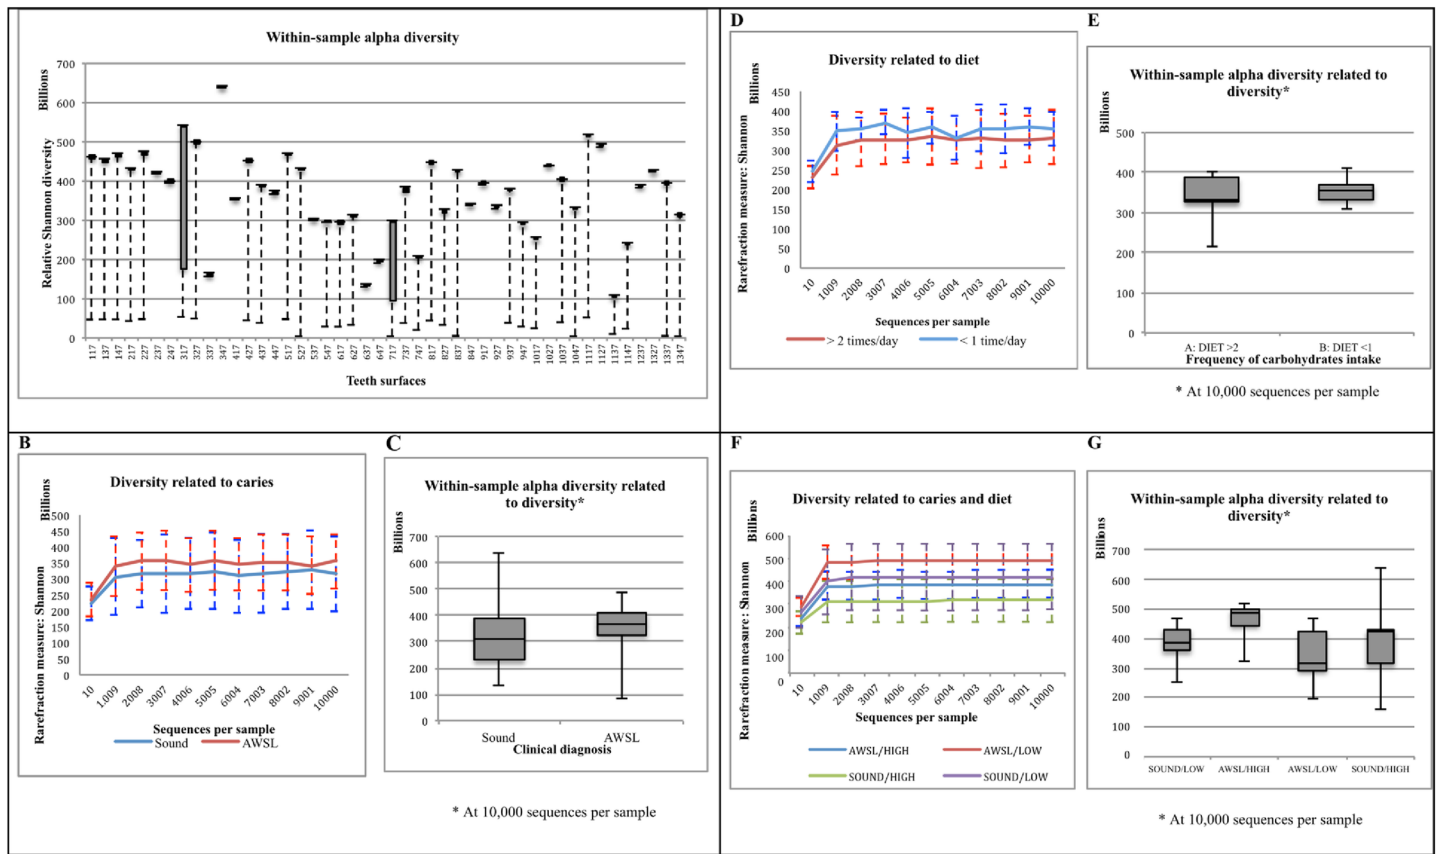 Within-sample alpha diversity
Billions
Relative Shannon diversity
700
600
500
400
300
200
100
0
117 137 147 217 227 237 247 317 327 337 347 417 427 437 447 517 527 537 547 617 627 637 647 717 737 747 817 827 837 847 917 927 937 947 1017 1027 1037 1047 1117 1127 1137 1147 1237 1327 1337 1347
Teeth surfaces
B
Diversity related to caries
Billions
Rarefraction measure: Shannon
500
450
400
350
300
250
200
150
100
50
0
10 1.009 2008 3007 4006 5005 6004 7003 8002 9001 10000
Sequences per sample
Sound AWSL
C
Within-sample alpha diversity related
to diversity*
Billions
700
600
500
400
300
200
100
0
Sound AWSL
Clinical diagnosis
* At 10,000 sequences per sample
D
Diversity related to diet
Billions
Rarefraction measure: Shannon
450
400
350
300
250
200
150
100
50
0
10 1009 2008 3007 4006 5005 6004 7003 8002 9001 10000
Sequences per sample
> 2 times/day < 1 time/day
E
Within-sample alpha diversity related to
diversity*
Billions
500
400
300
200
100
0
A: DIET >2 B: DIET <1
Frequency of carbohydrates intake
* At 10,000 sequences per sample
F
Diversity related to caries and diet
Billions
Rarefraction measure : Shannon
600
500
400
300
200
100
0
10 1009 2008 3007 4006 5005 6004 7003 8002 9001 10000
Sequences per sample
AWSL/HIGH AWSL/LOW
SOUND/HIGH SOUND/LOW
G
Within-sample alpha diversity related to
diversity*
Billions
700
600
500
400
300
200
100
0
SOUND/LOW AWSL/HIGH AWSL/LOW SOUND/HIGH
* At 10,000 sequences per sample